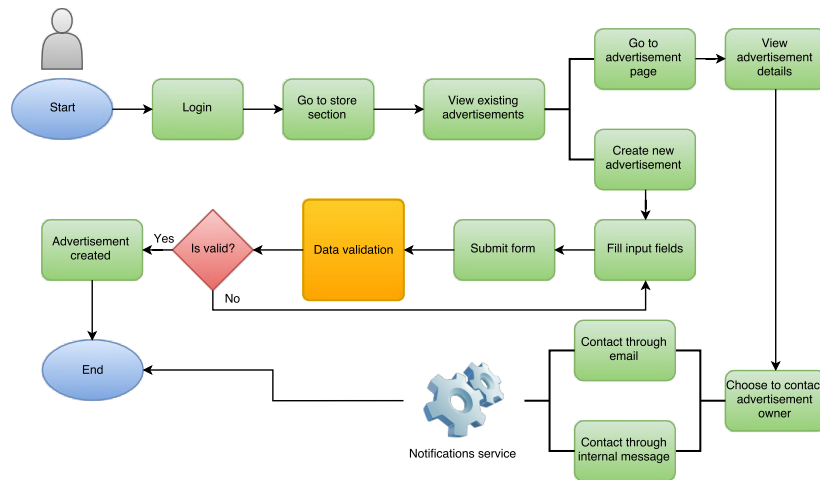 Start
Login
Go to store
section
View existing
advertisements
Go to
advertisement
page
View
advertisement
details
Create new
advertisement
Advertisement
created
Yes
Is valid?
No
Data validation
Submit form
Fill input fields
End
Notifications service
Contact through
email
Contact through
internal message
Choose to contact
advertisement
owner